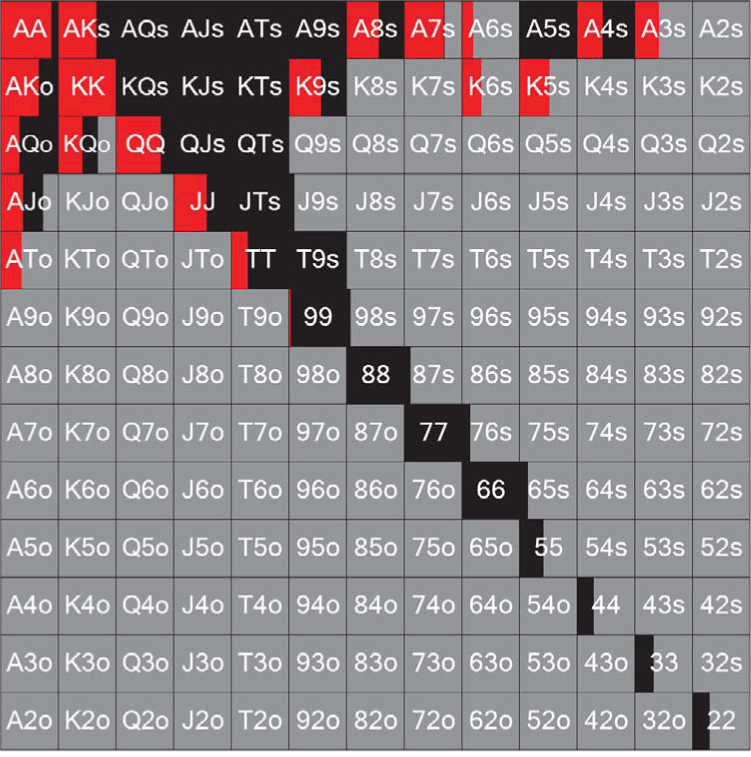 AA AKs AQs AJs ATs A9s A8s A7s A6s A5s A4s A3s A2s
AKo KK KQs KJs KTs K9s K8s K7s K6s K5s K4s K3s K2s
AQo KQo QQ QJs QTs Q9s Q8s Q7s Q6s Q5s Q4s Q3s Q2s
AJo KJo QJo JJ JTs J9s J8s J7s J6s J5s J4s J3s J2s
ATo KTo QTo JTo TT T9s T8s T7s T6s T5s T4s T3s T2s
A9o K9o Q9o J9o T9o 99 98s 97s 96s 95s 94s 93s 92s
A8o K8o Q8o J8o T8o 98o 88 87s 86s 85s 84s 83s 82s
A7o K7o Q7o J7o T7o 97o 87o 77 76s 75s 74s 73s 72s
A6o K6o Q6o J6o T6o 96o 86o 76o 66 65s 64s 63s 62s
A5o K5o Q5o J5o T5o 95o 85o 75o 65o 55 54s 53s 52s
A4o K4o Q4o J4o T4o 94o 84o 74o 64o 54o 44 43s 42s
A3o K3o Q3o J3o T3o 93o 83o 73o 63o 53o 43o 33 32s
A2o K2o Q2o J2o T2o 92o 82o 72o 62o 52o 42o 32o 22